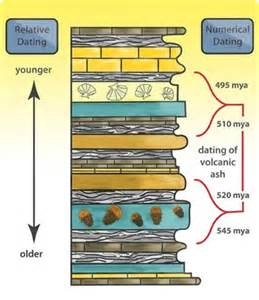 Relative
Dating
Numerical
Dating
younger
older
495 mya
510 mya
dating of
volcanic
ash
520 mya
545 mya